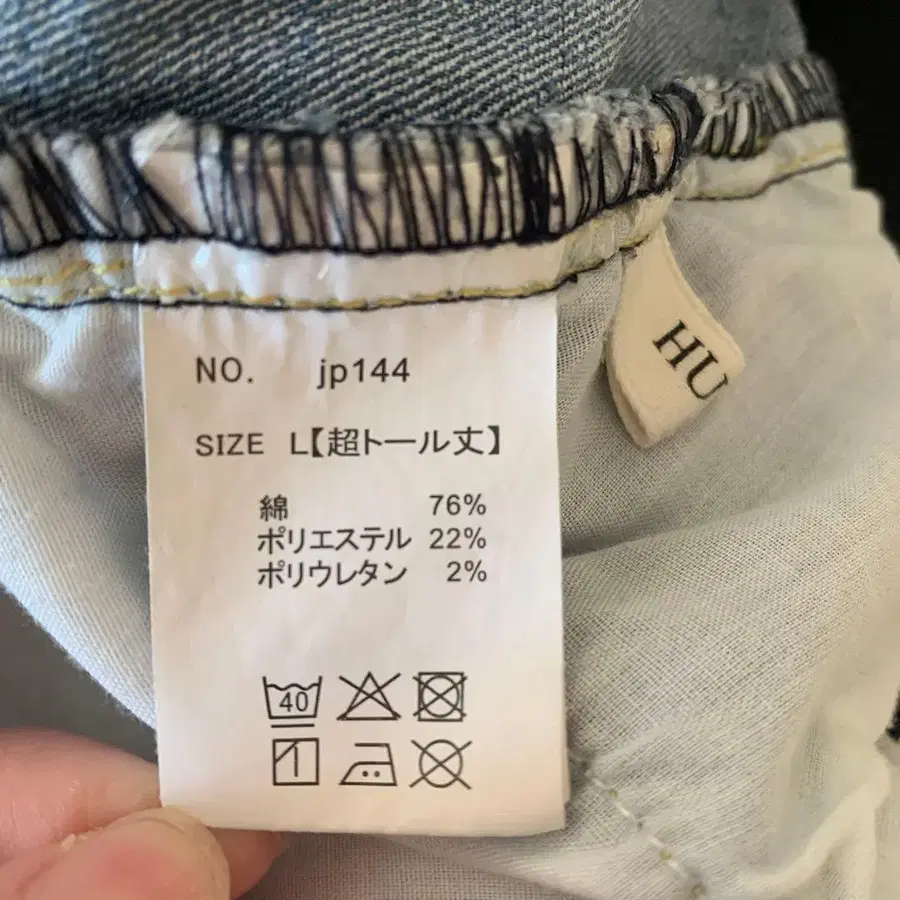 NO. jp144
SIZE L【超トール丈】
綿 76%
ポリエステル 22%
ポリウレタン 2%
40
HU